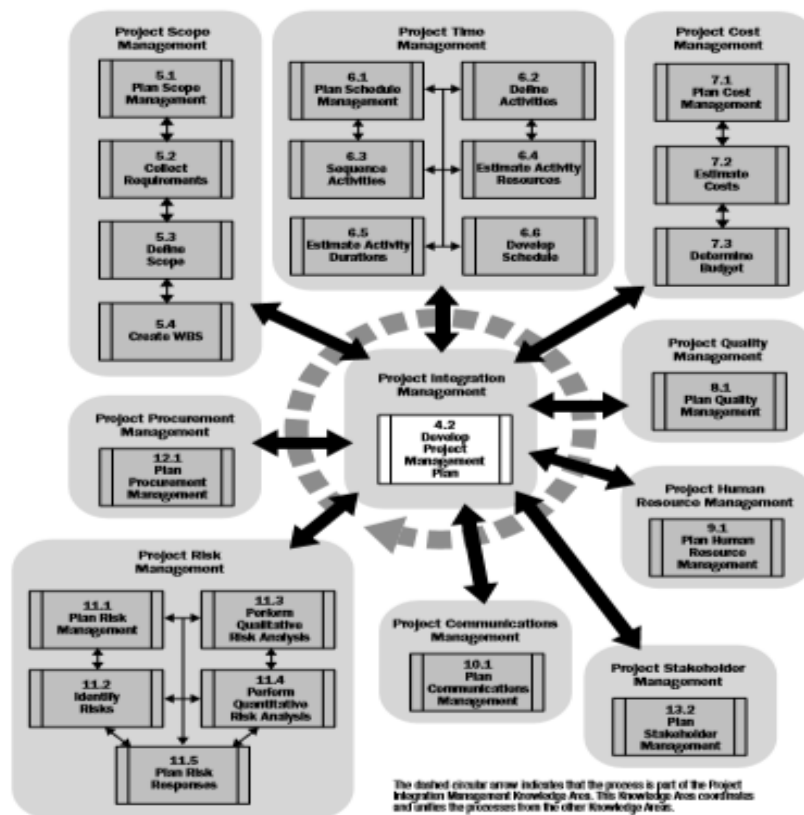 Project Scope
Management
5.1
Plan Scope
Management
5.2
Collect
Requirements
5.3
Define
Scope
5.4
Create WBS
Project Time
Management
6.1
Plan Schedule
Management
6.2
Define
Activities
6.3
Sequence
Activities
6.4
Estimate Activity
Resources
6.5
Estimate Activity
Durations
6.6
Develop
Schedule
Project Cost
Management
7.1
Plan Cost
Management
7.2
Estimate
Costs
7.3
Determine
Budget
Project Integration
Management
4.2
Develop
Project
Management
Plan
Project Quality
Management
8.1
Plan Quality
Management
Project Procurement
Management
12.1
Plan
Procurement
Management
Project Human
Resource Management
9.1
Plan Human
Resource
Management
Project Risk
Management
11.1
Plan Risk
Management
11.3
Perform
Qualitative
Risk Analysis
11.2
Identify
Risks
11.4
Perform
Quantitative
Risk Analysis
11.5
Plan Risk
Responses
Project Communications
Management
10.1
Plan
Communications
Management
Project Stakeholder
Management
13.2
Plan
Stakeholder
Management
The dashed circular arrow indicates that the process is part of the Project
Integration Management Knowledge Area. This Knowledge Area coordinates
and unifies the processes from the other Knowledge Areas.